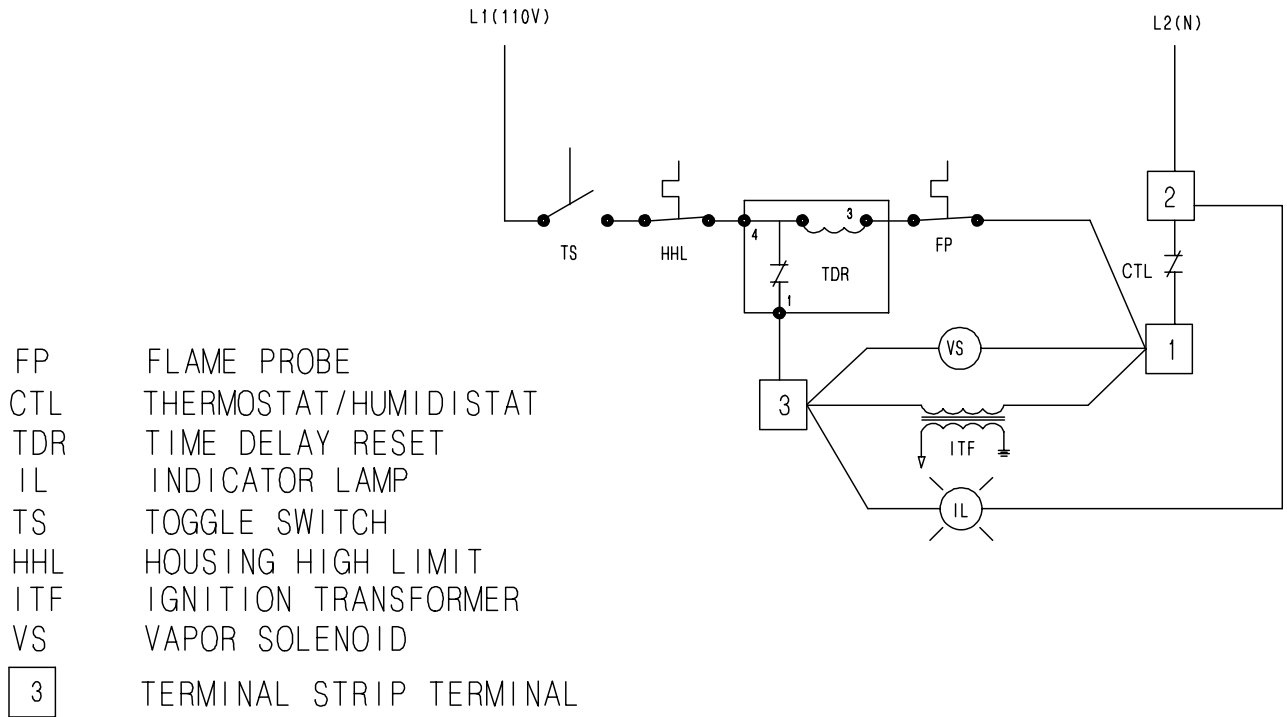 L1(110V)
L2(N)
2
3
4
TS
HHL
FP
TDR
CTL
1
VS
1
3
ITF
IL
FP FLAME PROBE
CTL THERMOSTAT/HUMIDISTAT
TDR TIME DELAY RESET
IL INDICATOR LAMP
TS TOGGLE SWITCH
HHL HOUSING HIGH LIMIT
ITF IGNITION TRANSFORMER
VS VAPOR SOLENOID
3 TERMINAL STRIP TERMINAL